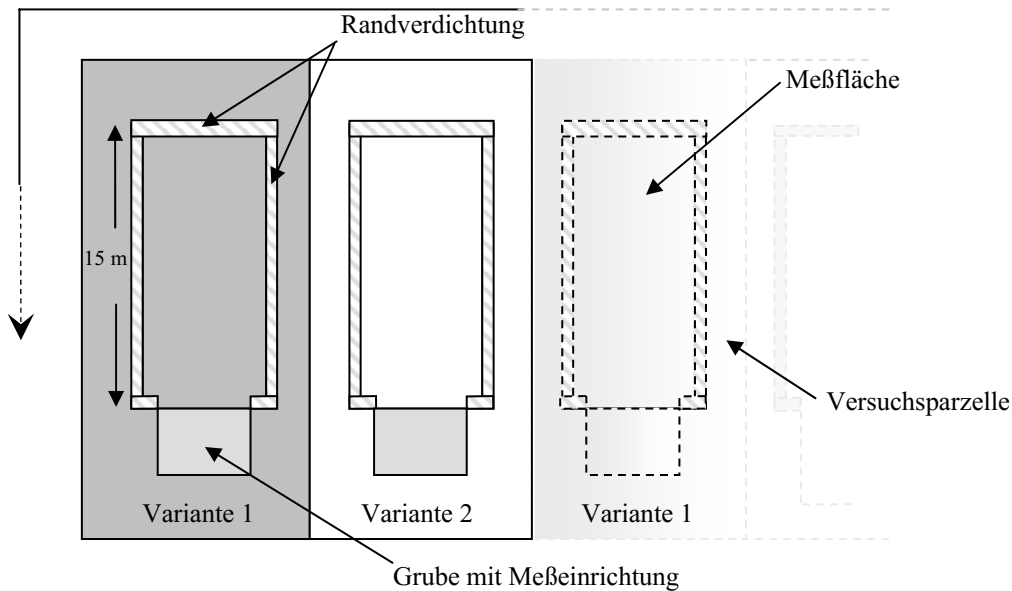 Randverdichtung
Meßfläche
15 m
Versuchsparzelle
Variante 1
Variante 2
Variante 1
Grube mit Meßeinrichtung